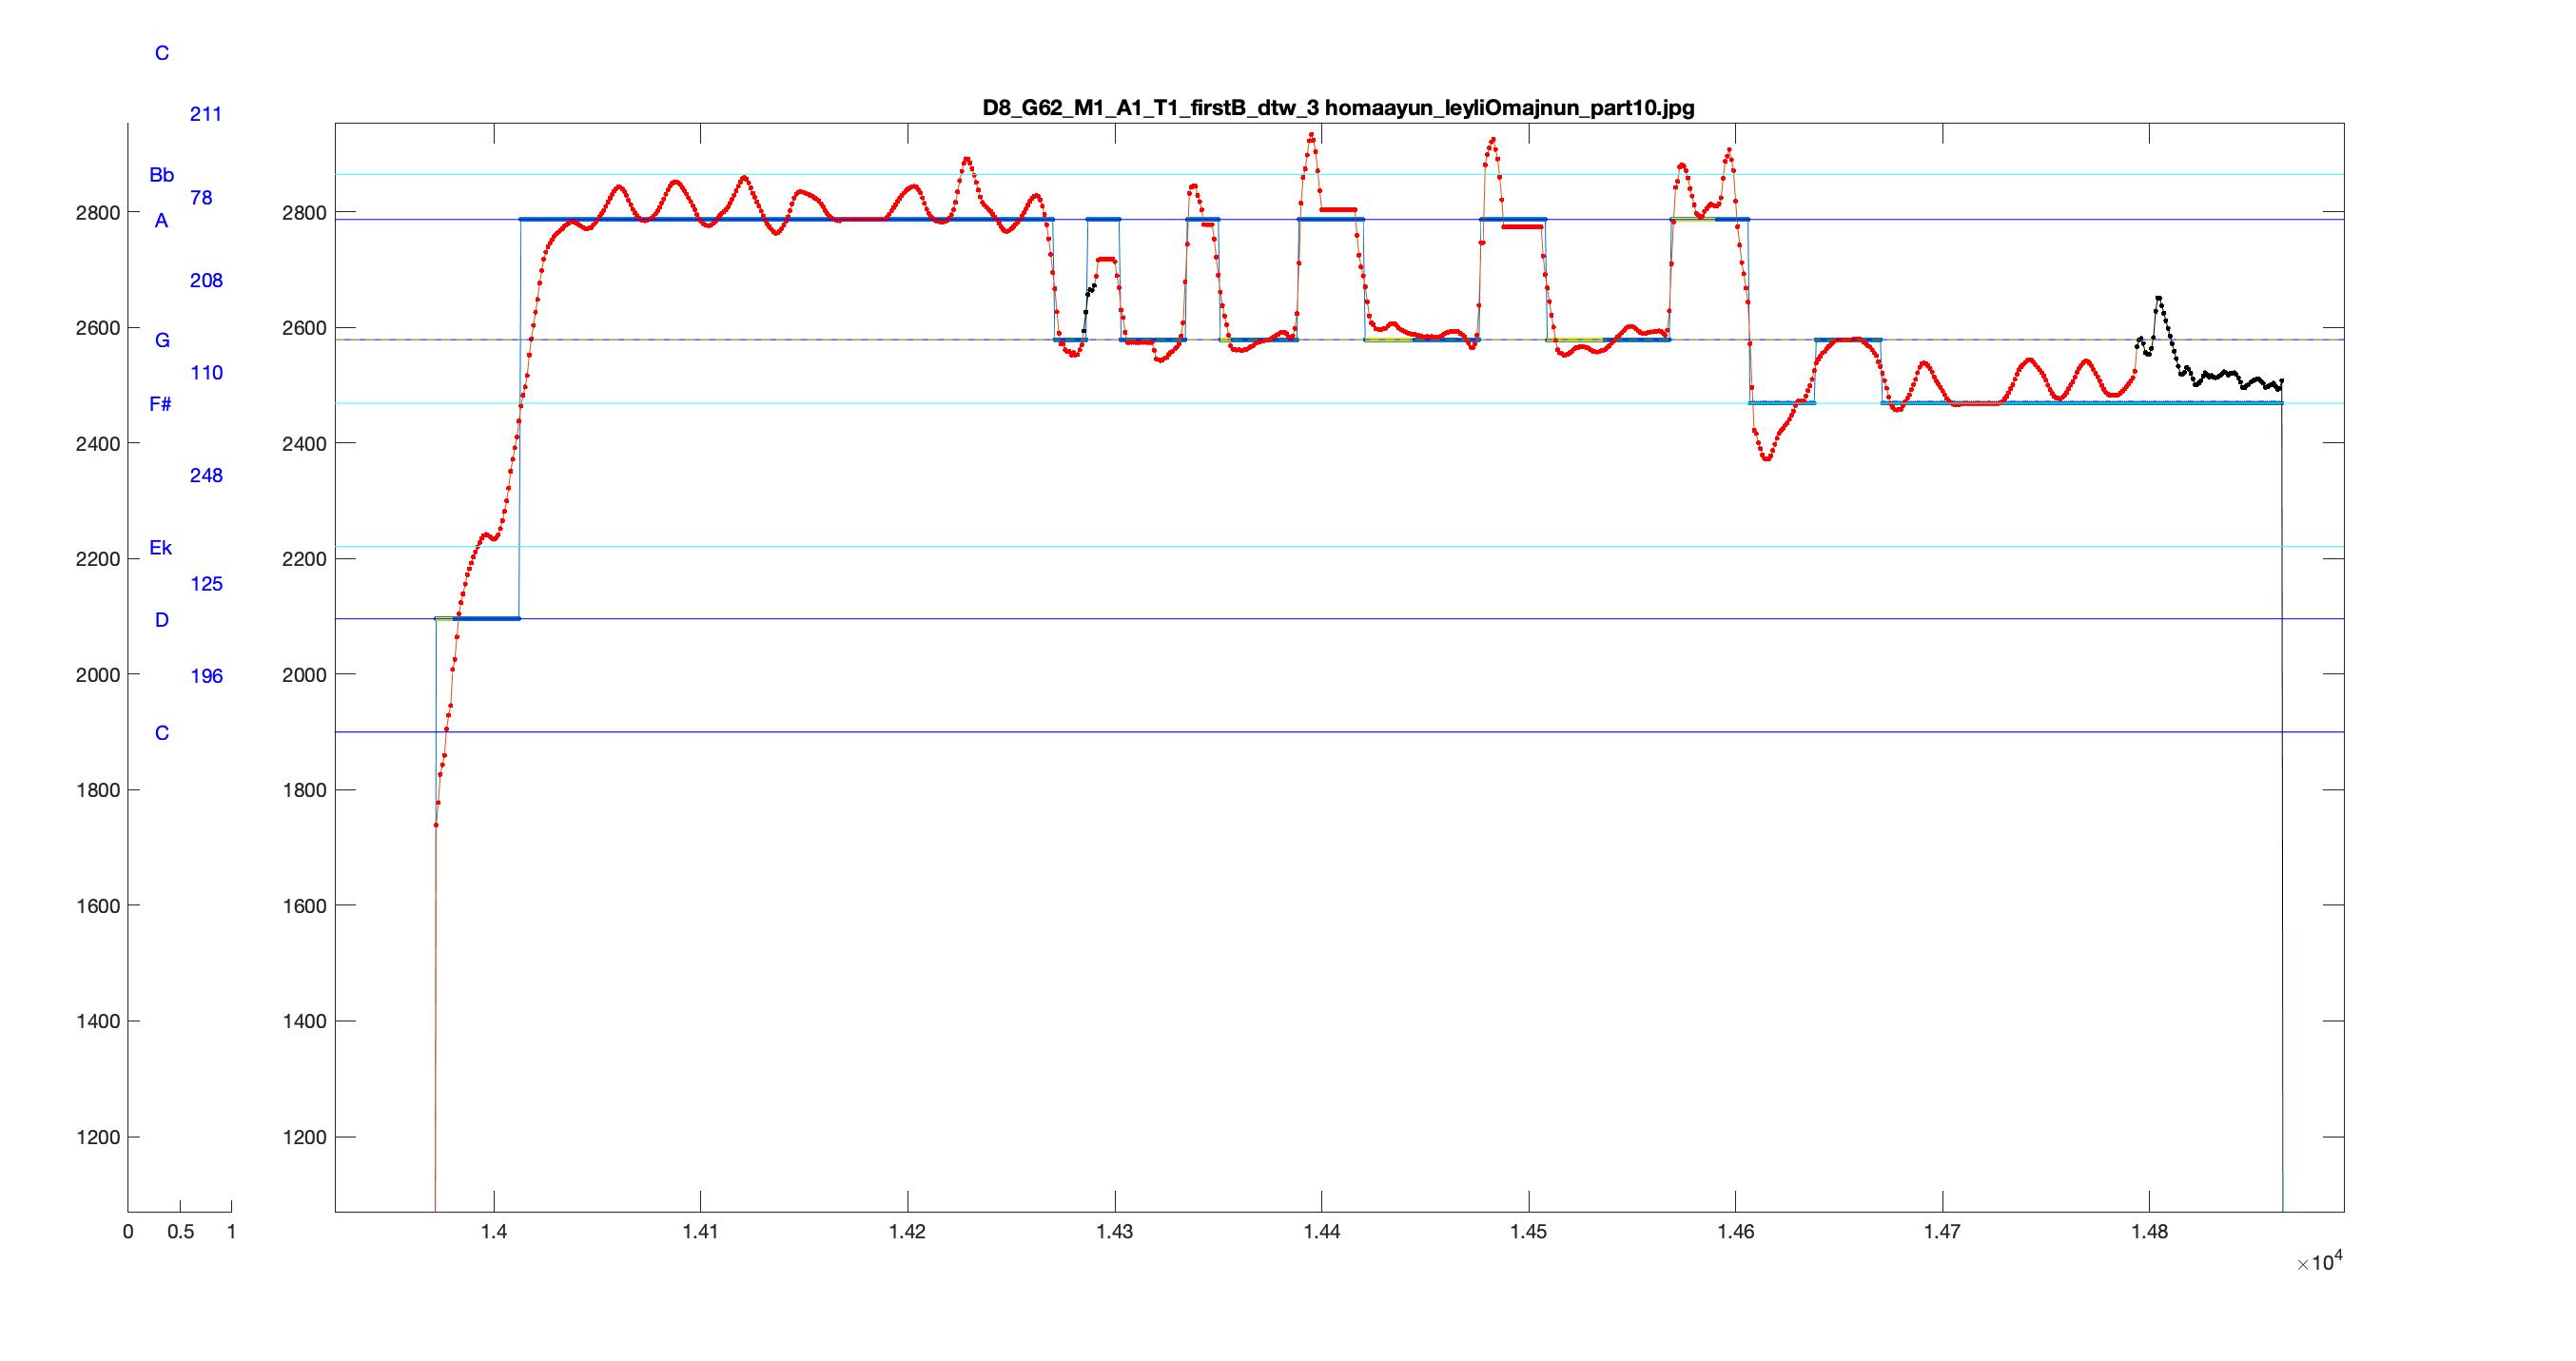 C
211
D8_G62_M1_A1_T1_firstB_dtw_3 homaayun_leyliOmajnun_part10.jpg
Bb
78
2800 A 2800
208
2600 G 2600
110
F#
2400 2400
248
Ek
2200 2200
125
D
2000 196 2000
C
1800 1800
1600 1600
1400 1400
1200 1200
0 0.5 1 1.4 1.41 1.42 1.43 1.44 1.45 1.46 1.47 1.48
×10^4